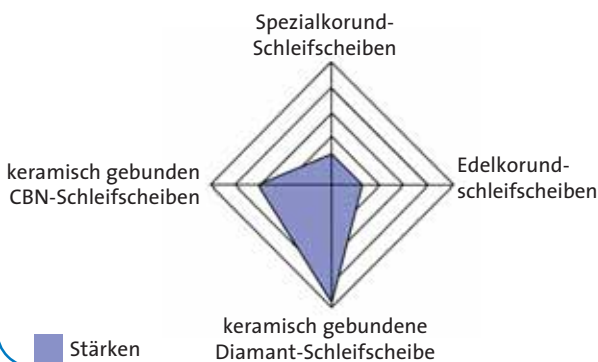 Spezialkorund-
Schleifscheiben
keramisch gebunden
CBN-Schleifscheiben
Edelkorund-
schleifscheiben
keramisch gebundene
Diamant-Schleifscheibe
Stärken